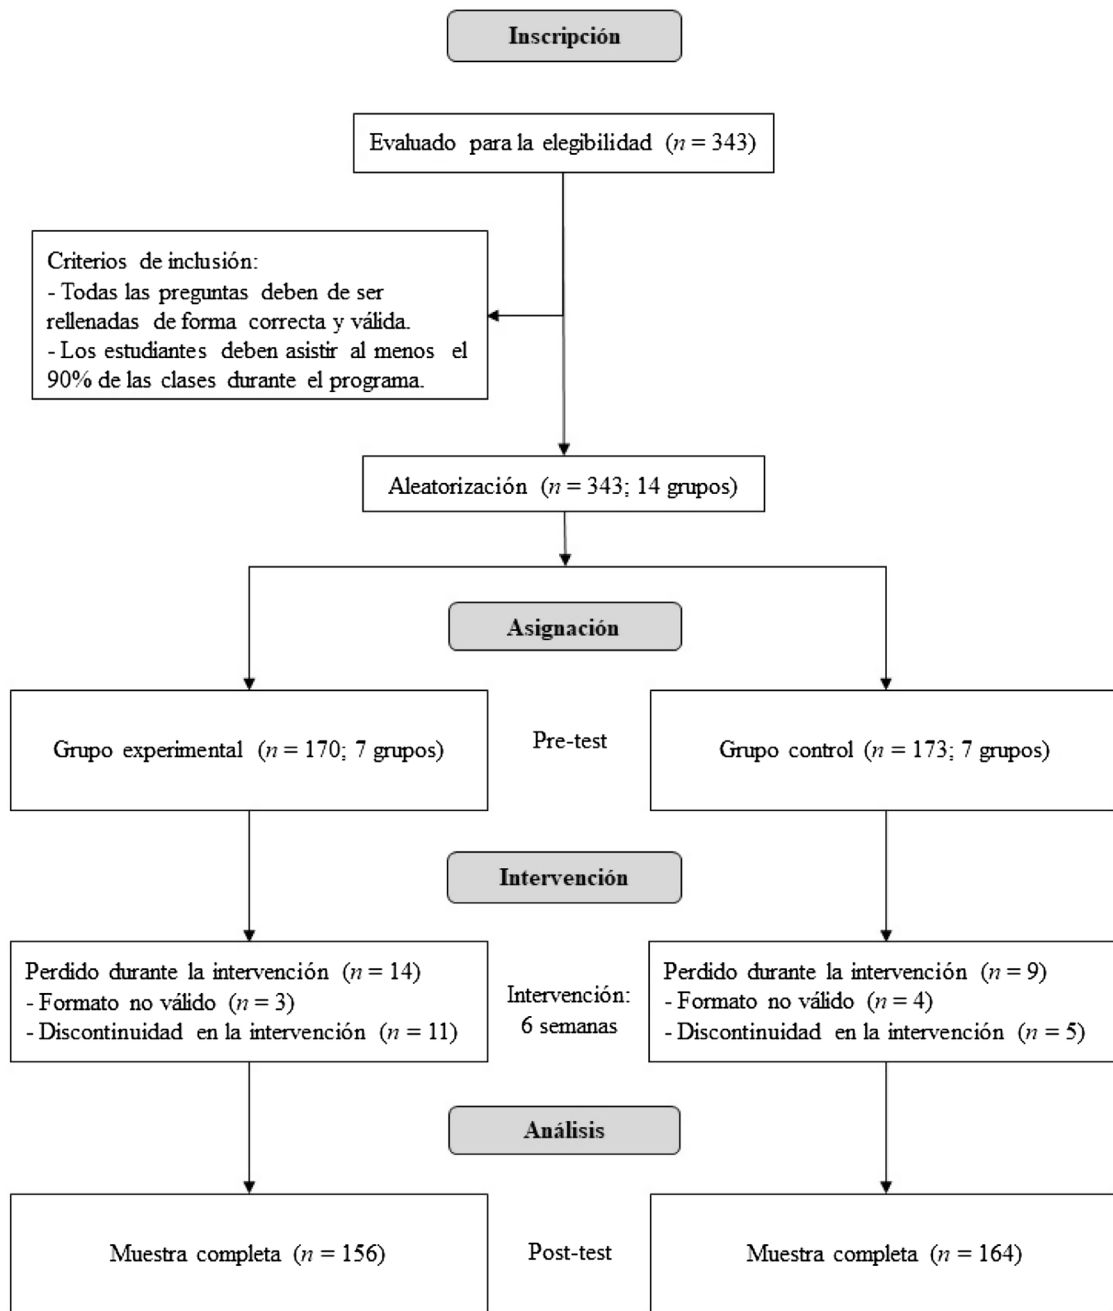 Inscripción
Evaluado para la elegibilidad (n = 343)
Criterios de inclusión:
- Todas las preguntas deben de ser
rellenadas de forma correcta y válida.
- Los estudiantes deben asistir al menos el
90% de las clases durante el programa.
Aleatorización (n = 343; 14 grupos)
Asignación
Grupo experimental (n = 170; 7 grupos)
Pre-test
Grupo control (n = 173; 7 grupos)
Intervención
Perdido durante la intervención (n = 14)
- Formato no válido (n = 3)
- Discontinuidad en la intervención (n = 11)
Intervención:
6 semanas
Perdido durante la intervención (n = 9)
- Formato no válido (n = 4)
- Discontinuidad en la intervención (n = 5)
Análisis
Muestra completa (n = 156)
Post-test
Muestra completa (n = 164)